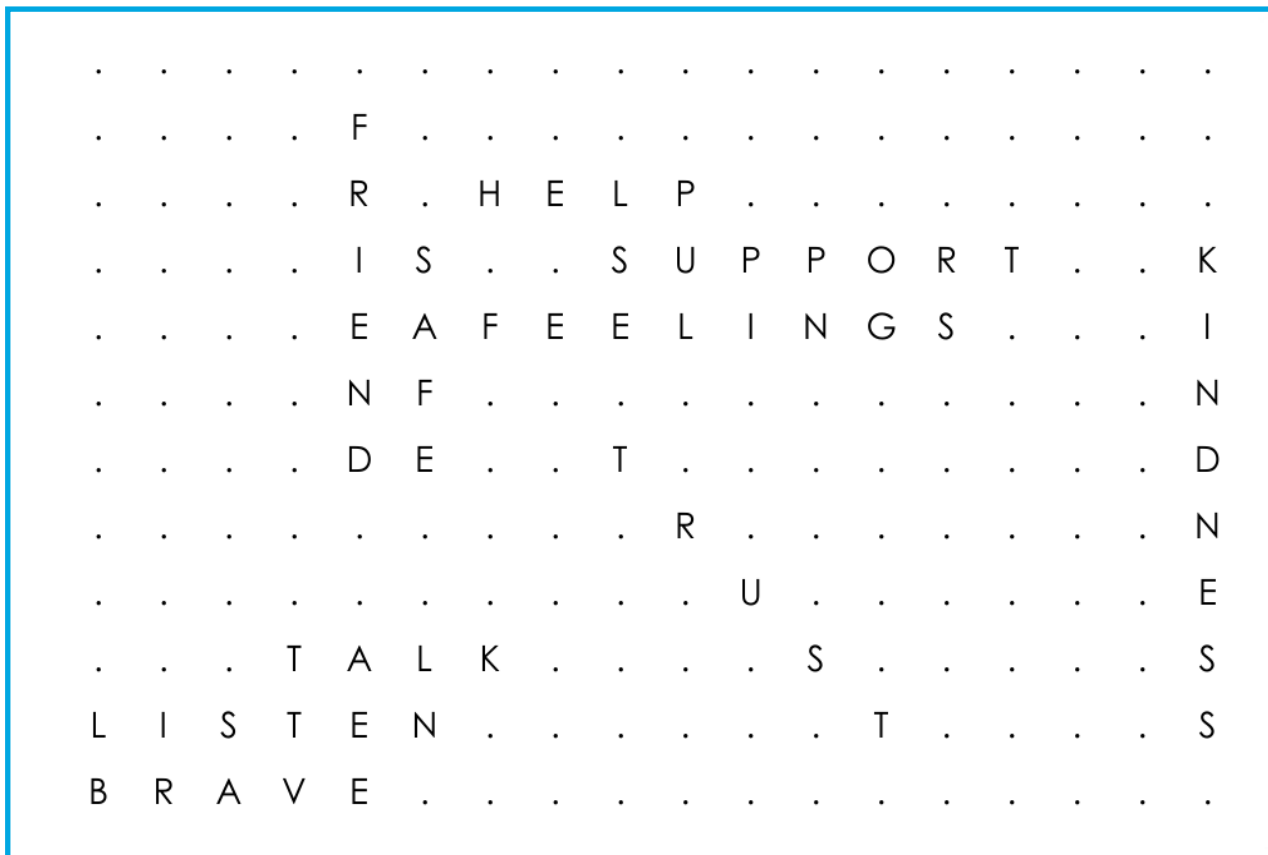 . . . . . . . . . . . . . . . . . .
. . . . F . . . . . . . . . . . . .
. . . . R . H E L P . . . . . . . .
. . . . I S . . S U P P O R T . . K
. . . . E A F E E L I N G S . . . I
. . . . N F . . . . . . . . . . . N
. . . . D E . . T . . . . . . . . D
. . . . . . . . . R . . . . . . . N
. . . . . . . . . . U . . . . . . E
. . . T A L K . . . . S . . . . . S
L I S T E N . . . . . . T . . . . S
B R A V E . . . . . . . . . . . . .